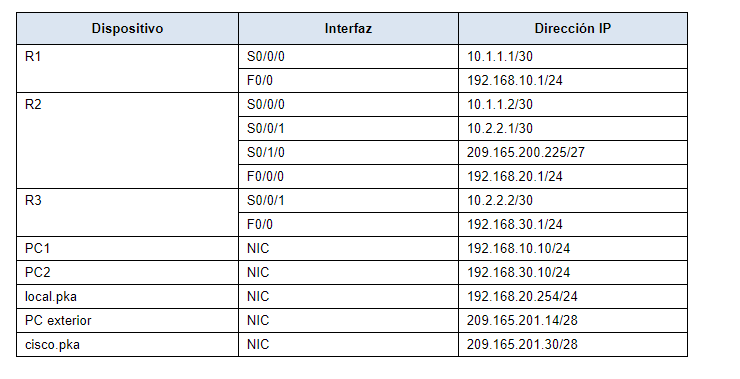 Dispositivo Interfaz Dirección IP
R1 S0/0/0 10.1.1.1/30
F0/0 192.168.10.1/24
R2 S0/0/0 10.1.1.2/30
S0/0/1 10.2.2.1/30
S0/1/0 209.165.200.225/27
F0/0/0 192.168.20.1/24
R3 S0/0/1 10.2.2.2/30
F0/0 192.168.30.1/24
PC1 NIC 192.168.10.10/24
PC2 NIC 192.168.30.10/24
local.pka NIC 192.168.20.254/24
PC exterior NIC 209.165.201.14/28
cisco.pka NIC 209.165.201.30/28